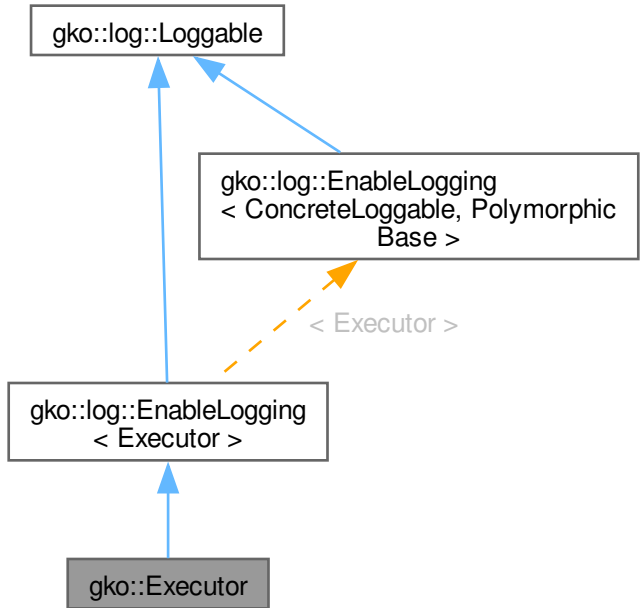 gko::log::Loggable
gko::log::EnableLogging
< ConcreteLoggable, Polymorphic
Base >
< Executor >
gko::log::EnableLogging
< Executor >
gko::Executor